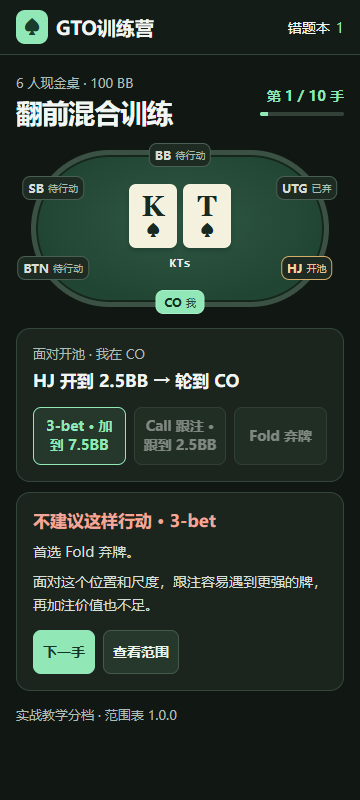 GTO训练营
错题本 1
6 人现金桌 · 100 BB
翻前混合训练
第 1 / 10 手
BB 待行动
SB 待行动
UTG 已弃
K
T
KTs
BTN 待行动
HJ 开池
CO 我
面对开池 · 我在 CO
HJ 开到 2.5BB → 轮到 CO
3-bet • 加
到 7.5BB
Call 跟注 •
跟到 2.5BB
Fold 弃牌
不建议这样行动 • 3-bet
首选 Fold 弃牌。
面对这个位置和尺度，跟注容易遇到更强的牌，
再加注价值也不足。
下一手
查看范围
实战教学分档 · 范围表 1.0.0